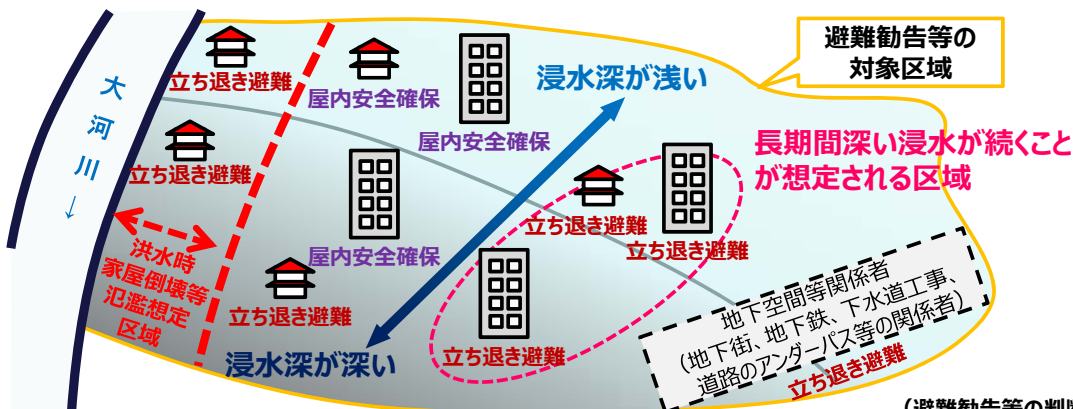 避難勧告等の
対象区域
大
河
川
↓
立ち退き避難
屋内安全確保
屋内安全確保
浸水深が浅い
立ち退き避難
長期間深い浸水が続くこと
が想定される区域
屋内安全確保
立ち退き避難
立ち退き避難
洪水時
家屋倒壊等
氾濫想定
区域
立ち退き避難
立ち退き避難
浸水深が深い
地下空間等関係者
(地下街、地下鉄、下水道工事、
道路のアンダーパス等の関係者)
立ち退き避難
(避難勧告等の判断